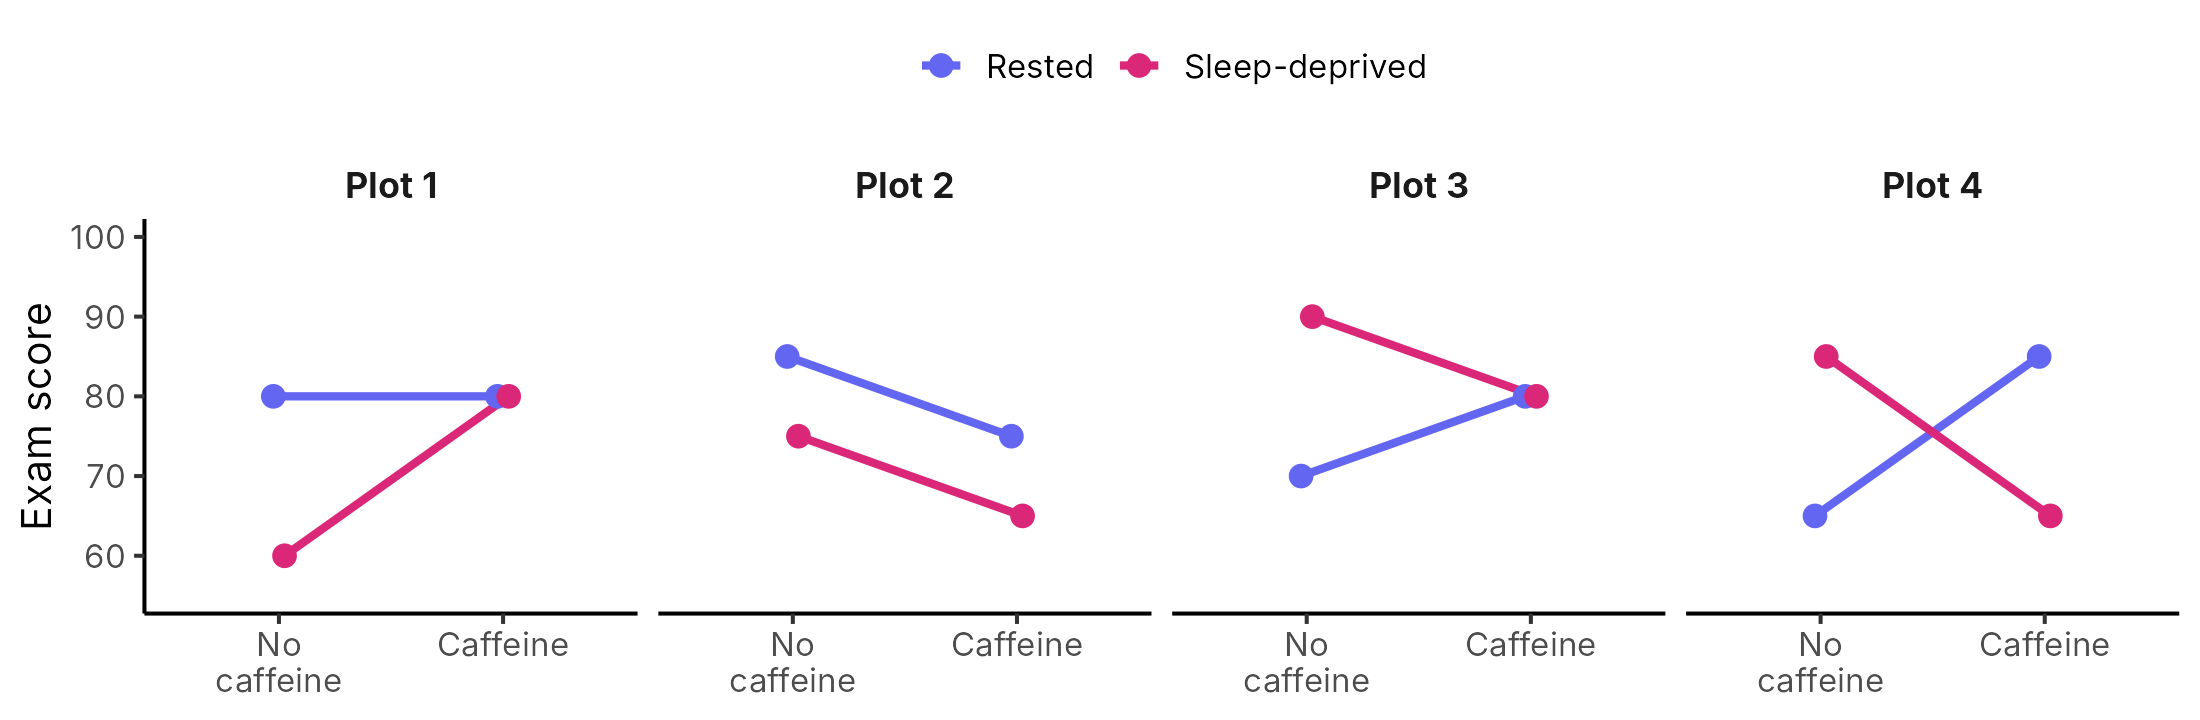 Rested Sleep-deprived
Plot 1 Plot 2 Plot 3 Plot 4
Exam score
100
90
80
70
60
No caffeine Caffeine No caffeine Caffeine No caffeine Caffeine No caffeine Caffeine